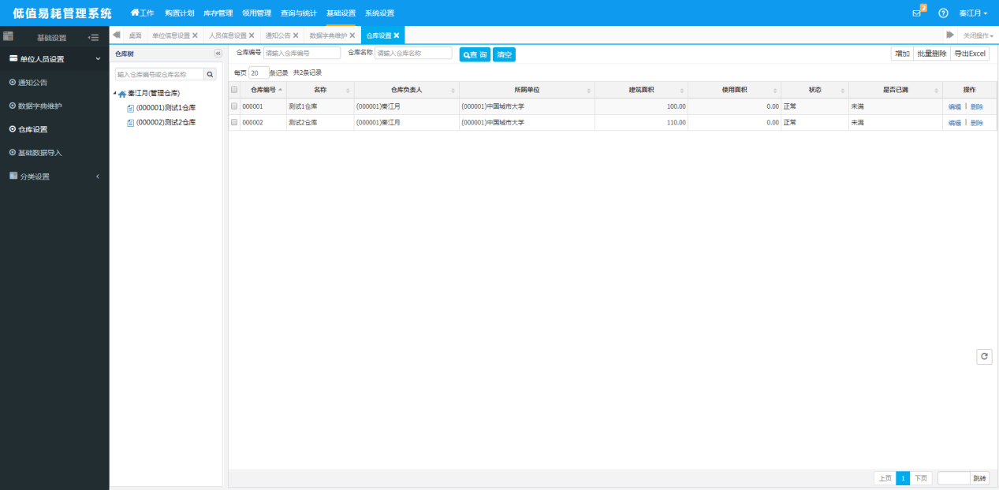 低值易耗管理系统 工作 购置计划 库存管理 领用管理 查询与统计 基础设置 系统设置 2 秦江月
基础设置 桌面 单位信息设置 人员信息设置 通知公告 数据字典维护 仓库设置 关闭操作
单位人员设置
通知公告
数据字典维护
仓库设置
基础数据导入
分类设置
仓库树
输入仓库编号或仓库名称
秦江月(管理仓库)
(000001)测试1仓库
(000002)测试2仓库
仓库编号 请输入仓库编号 仓库名称 请输入仓库名称 查 询 清空 增加 批量删除 导出Excel
每页 20 条记录 共2条记录
仓库编号 名称 仓库负责人 所属单位 建筑面积 使用面积 状态 是否已满 操作
000001 测试1仓库 (000001)秦江月 (000001)中国城市大学 100.00 0.00 正常 未满 编辑 | 删除
000002 测试2仓库 (000001)秦江月 (000001)中国城市大学 110.00 0.00 正常 未满 编辑 | 删除
上页 1 下页 跳转